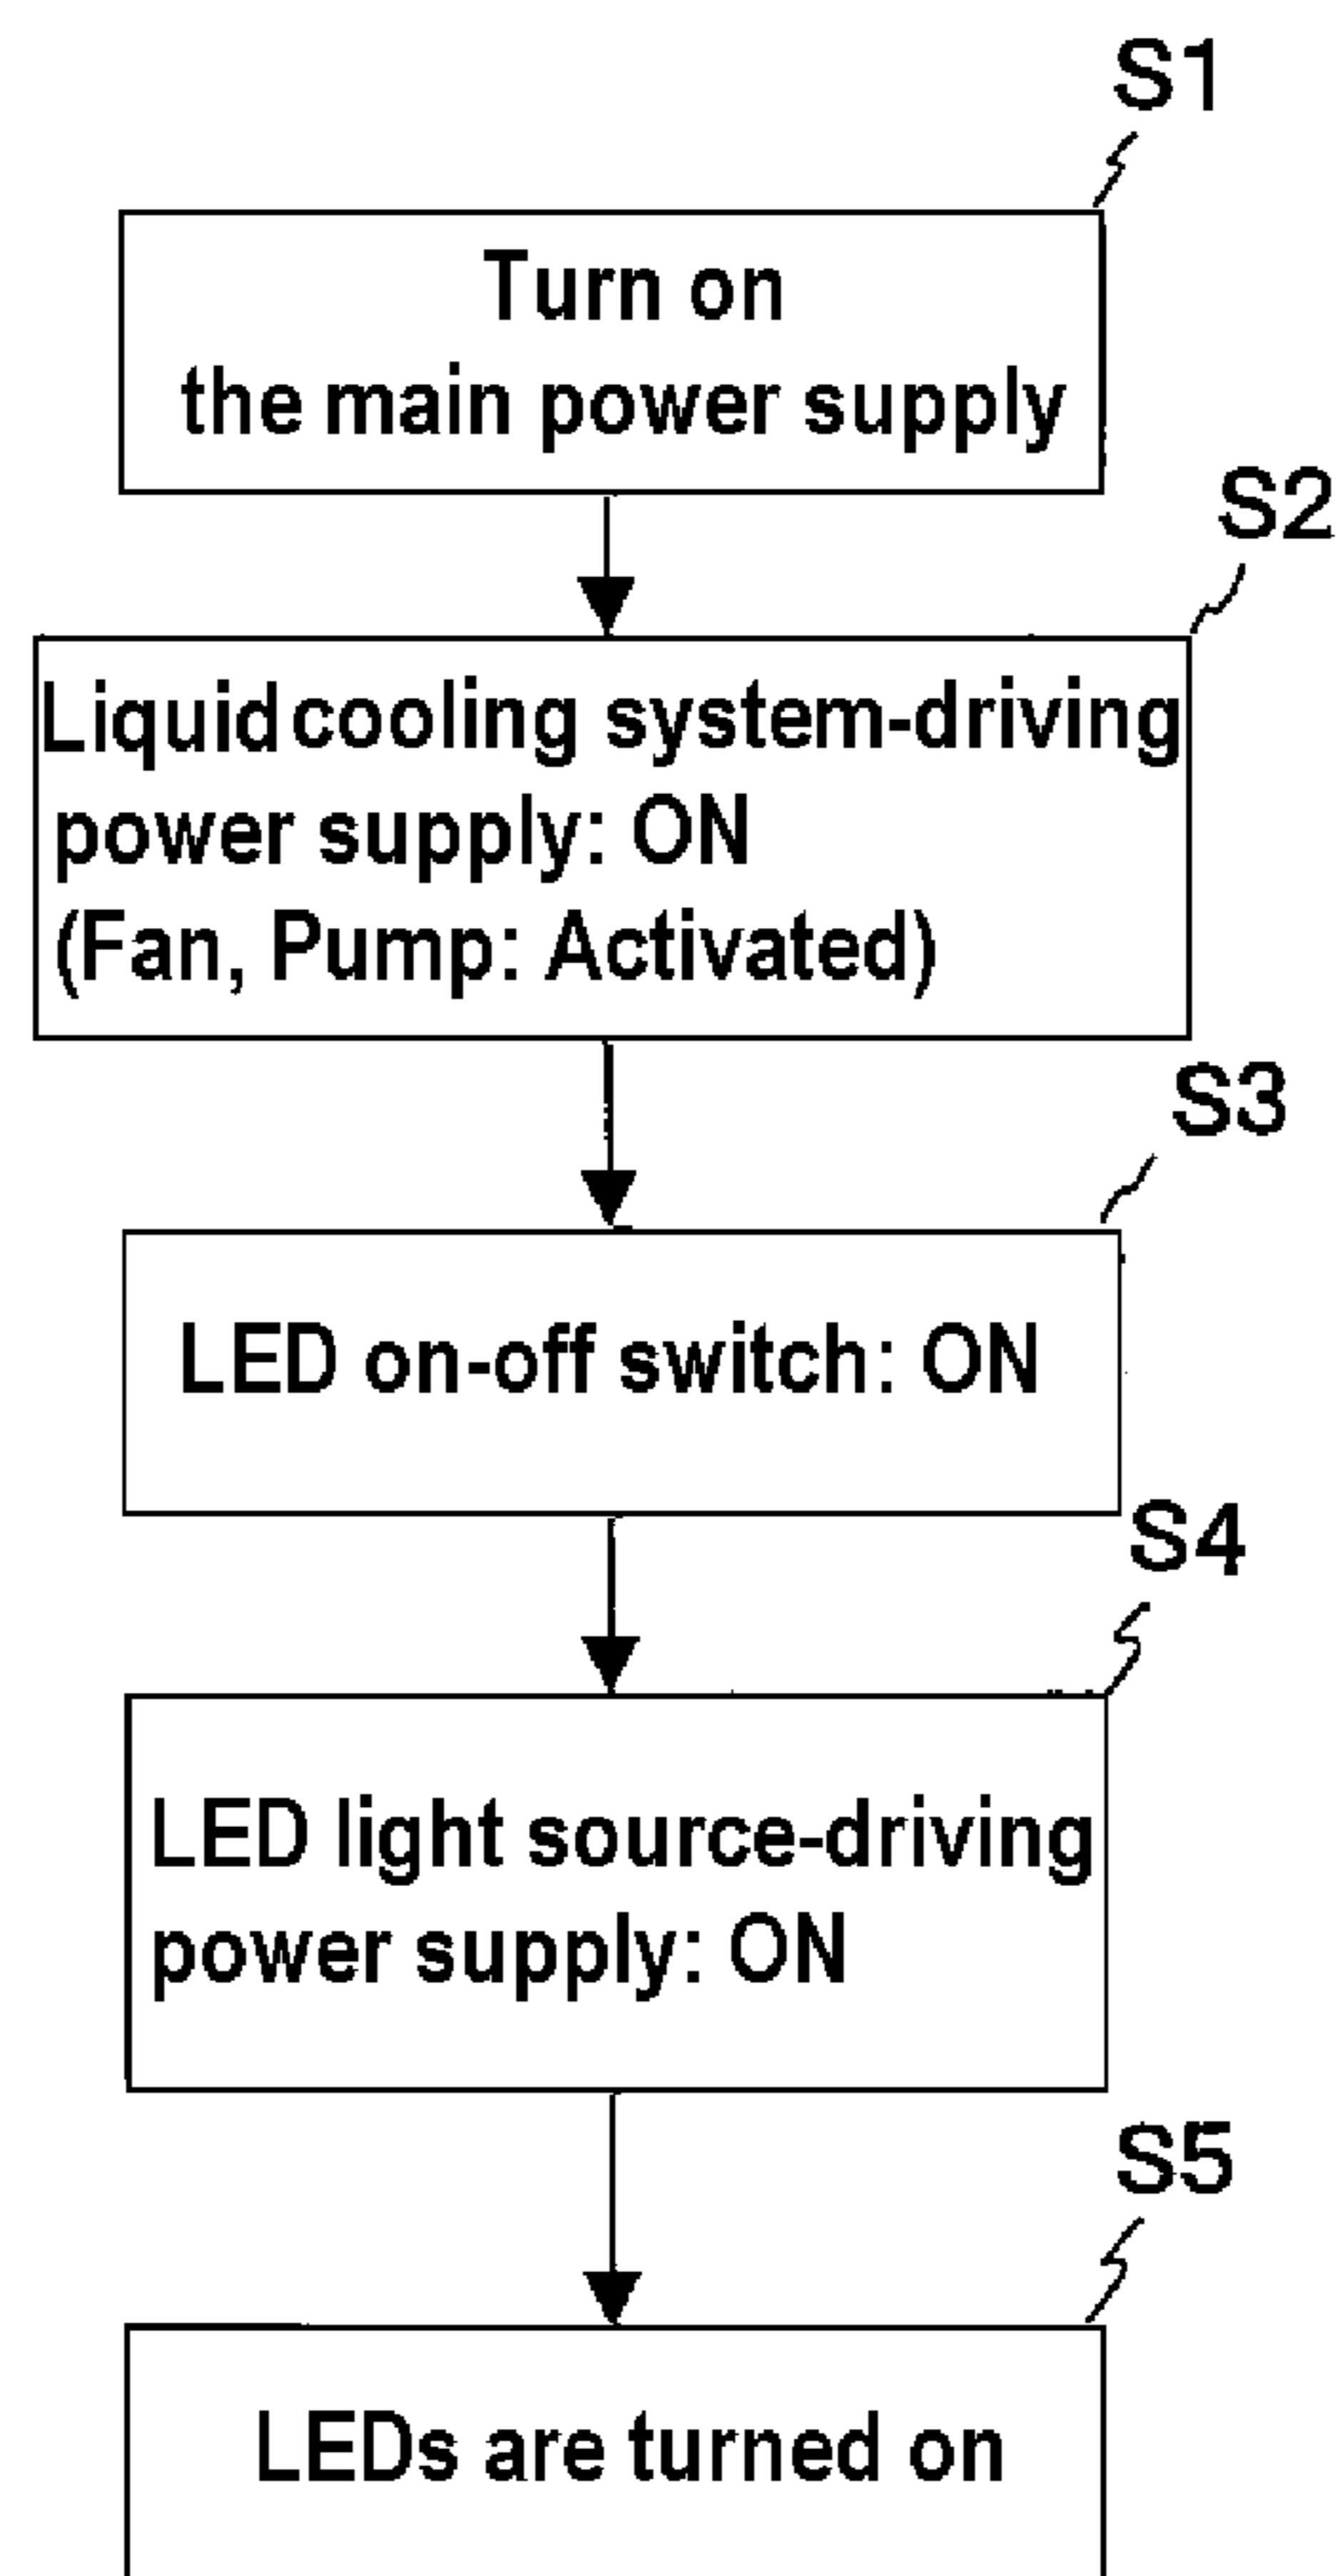 S1
Turn on
the main power supply
S2
Liquid cooling system-driving
power supply: ON
(Fan, Pump: Activated)
S3
LED on-off switch: ON
S4
LED light source-driving
power supply: ON
S5
LEDs are turned on